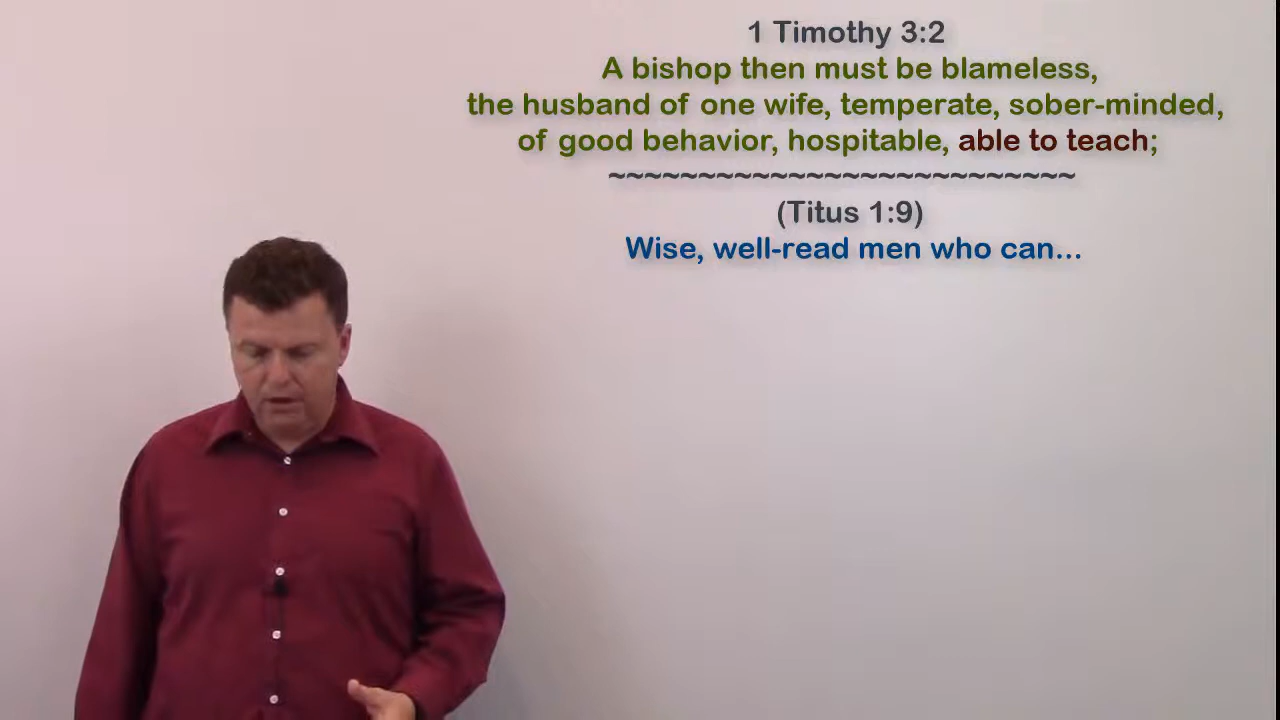 1 Timothy 3:2
A bishop then must be blameless,
the husband of one wife, temperate, sober-minded,
of good behavior, hospitable, able to teach;
~~~~~~~~~~~~~~~~~~~~~~~~~~
(Titus 1:9)
Wise, well-read men who can...